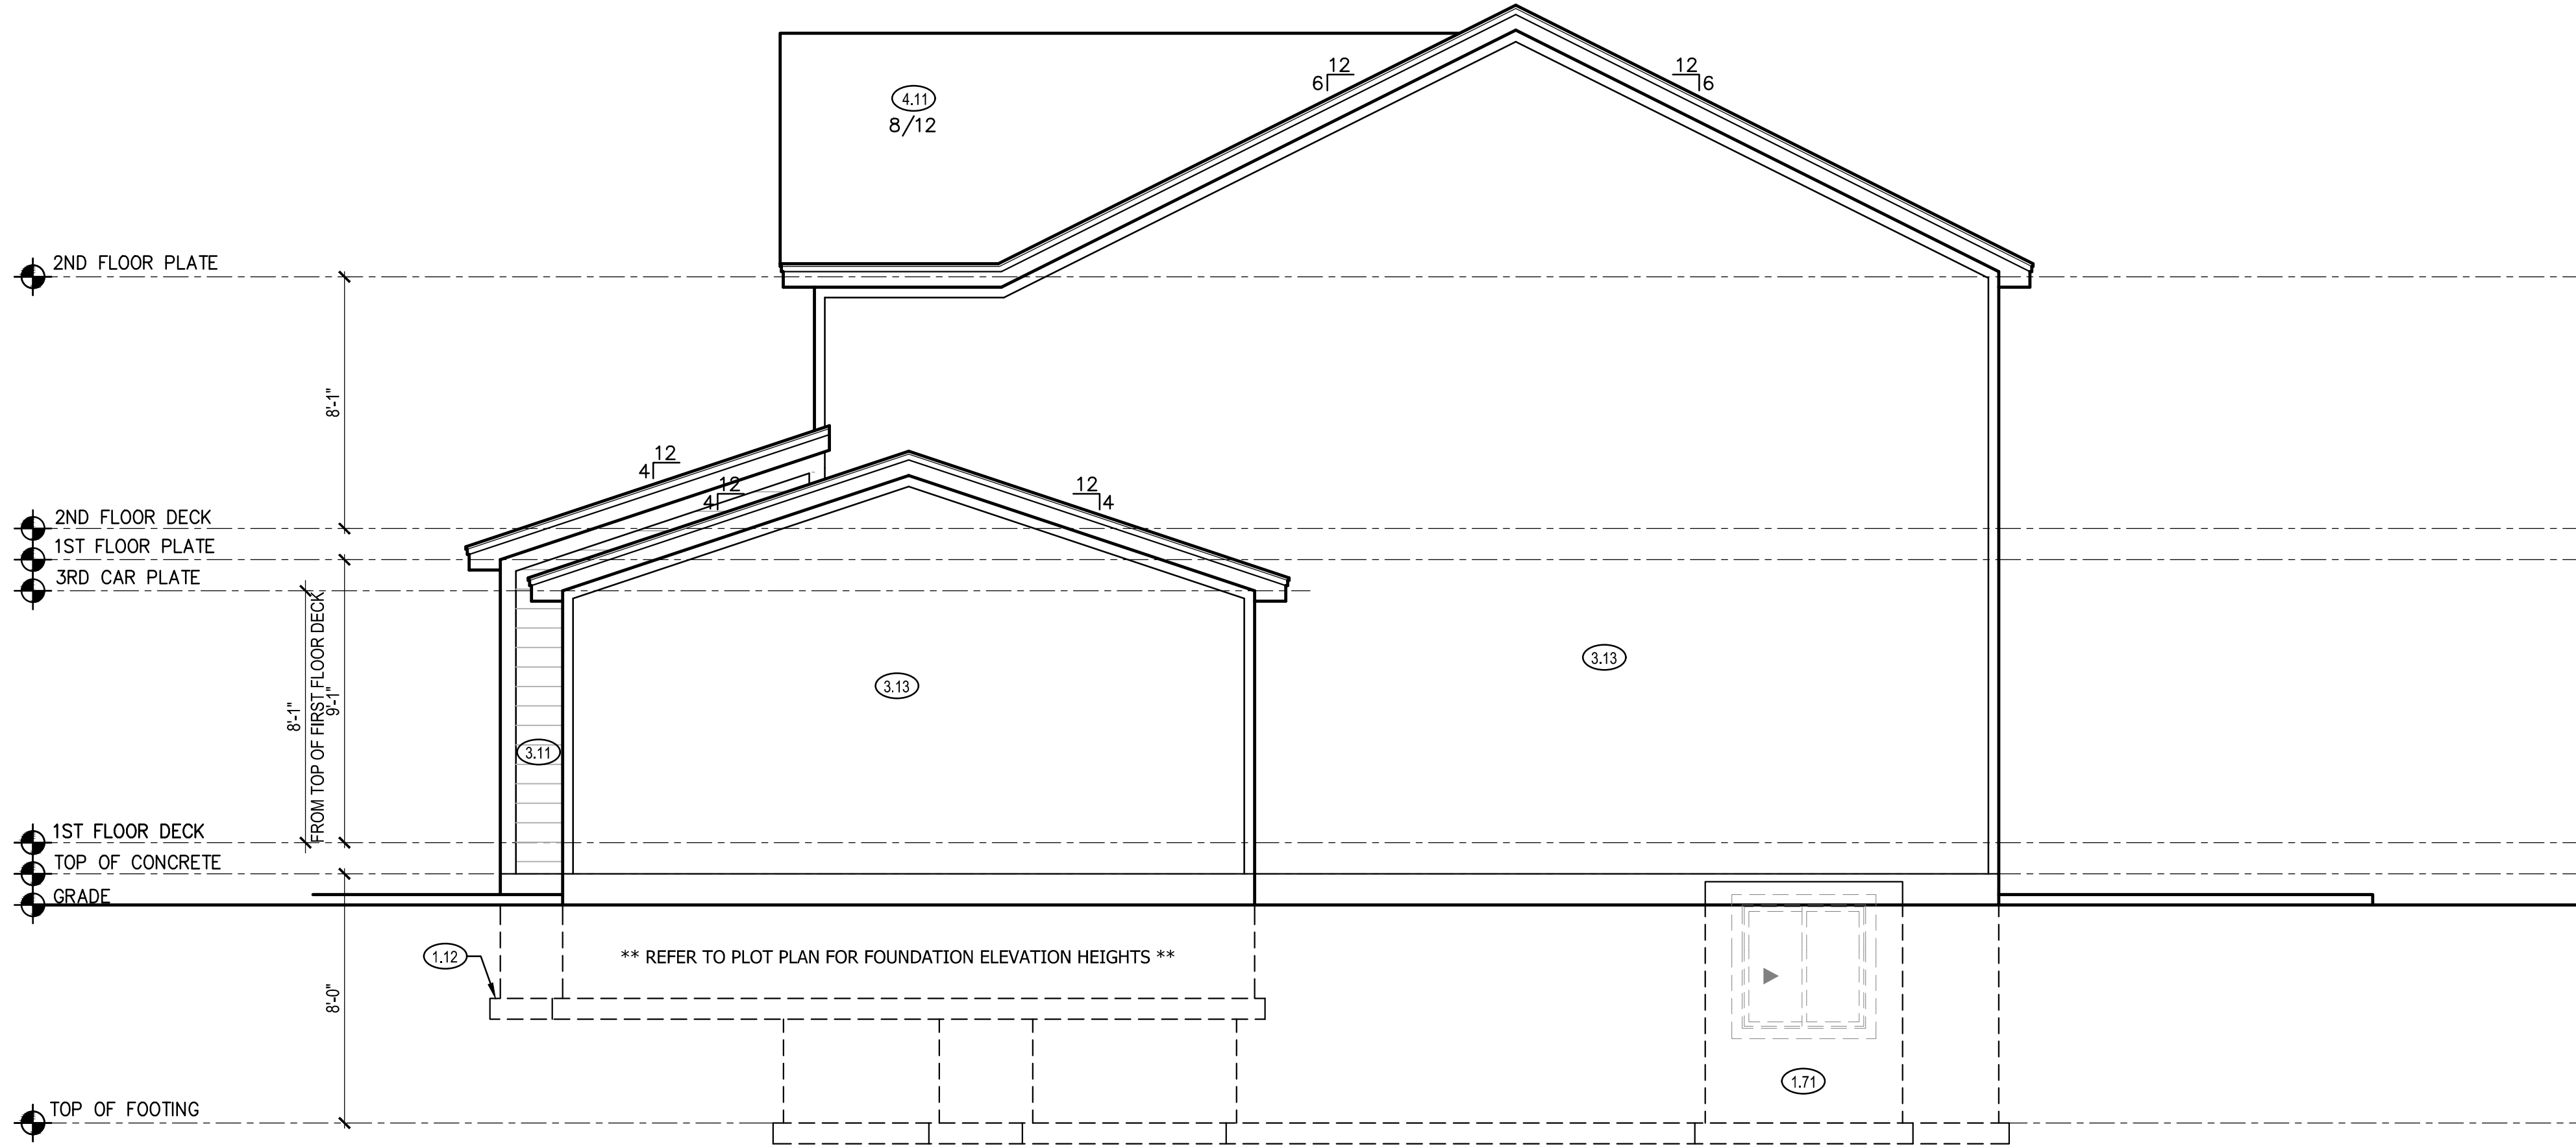 12
6
12
6
4.11
8/12
2ND FLOOR PLATE
8'-1"
12
4
12
4
12
4
2ND FLOOR DECK
1ST FLOOR PLATE
3RD CAR PLATE
8'-1"
FROM TOP OF FIRST FLOOR DECK
9'-1"
3.13
3.13
3.11
1ST FLOOR DECK
TOP OF CONCRETE
GRADE
1.12
** REFER TO PLOT PLAN FOR FOUNDATION ELEVATION HEIGHTS **
8'-0"
1.71
TOP OF FOOTING